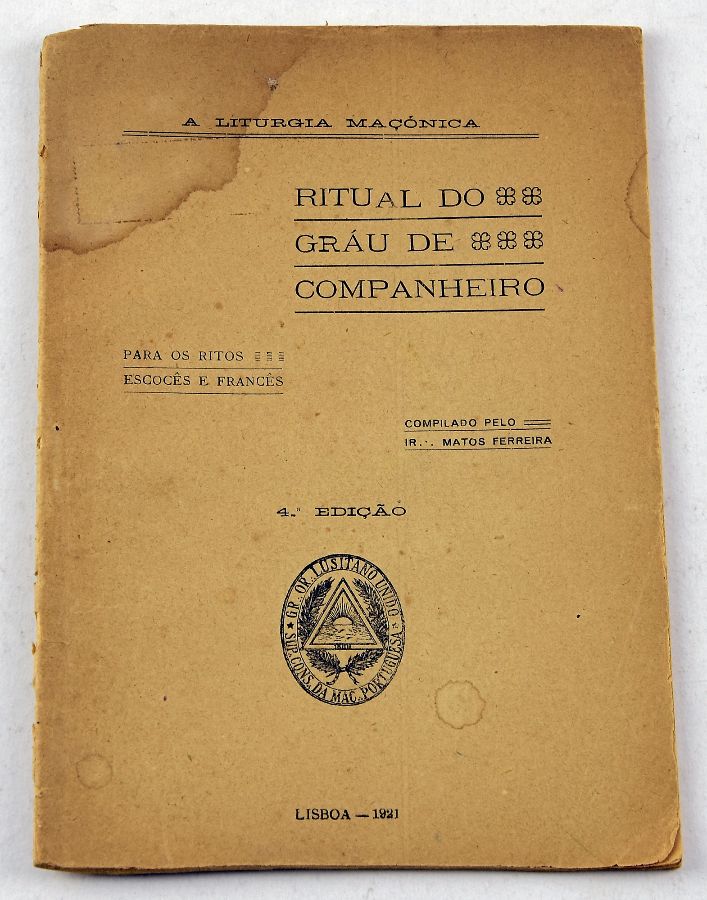 A LITURGIA MAÇÓNICA
RITUAL DO
GRÁU DE
COMPANHEIRO
PARA OS RITOS
ESCOCÊS E FRANCÊS
COMPILADO PELO
IR.·. MATOS FERREIRA
4.ª EDIÇÃO
GR. OR. LUSITANO UNIDO
SUP. CONS. DA MAÇ. PORTUGUESA
LISBOA — 1921